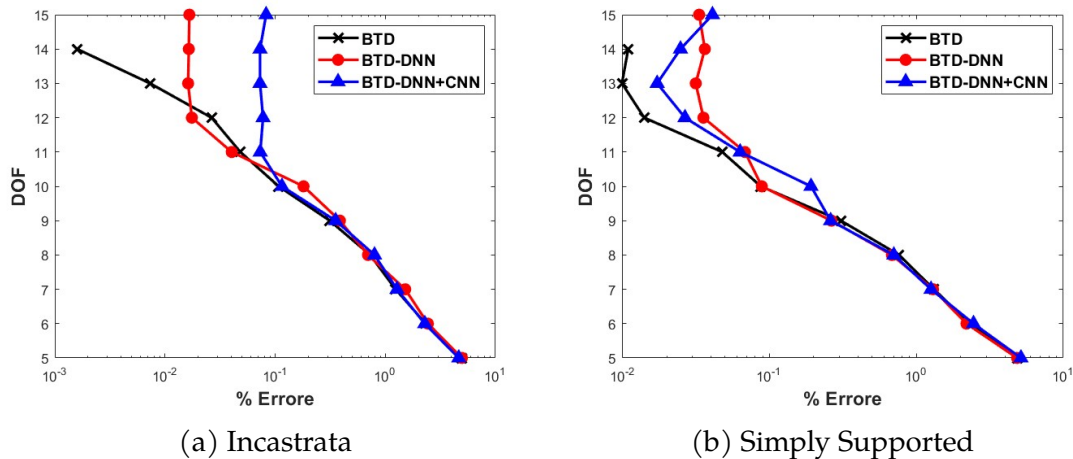 15
14
13
12
11
10
9
8
7
6
5
DOF
10^-3
10^-2
10^-1
10^0
10^1
% Errore
BTD
BTD-DNN
BTD-DNN+CNN
(a) Incastrata
15
14
13
12
11
10
9
8
7
6
5
DOF
10^-2
10^-1
10^0
10^1
% Errore
BTD
BTD-DNN
BTD-DNN+CNN
(b) Simply Supported